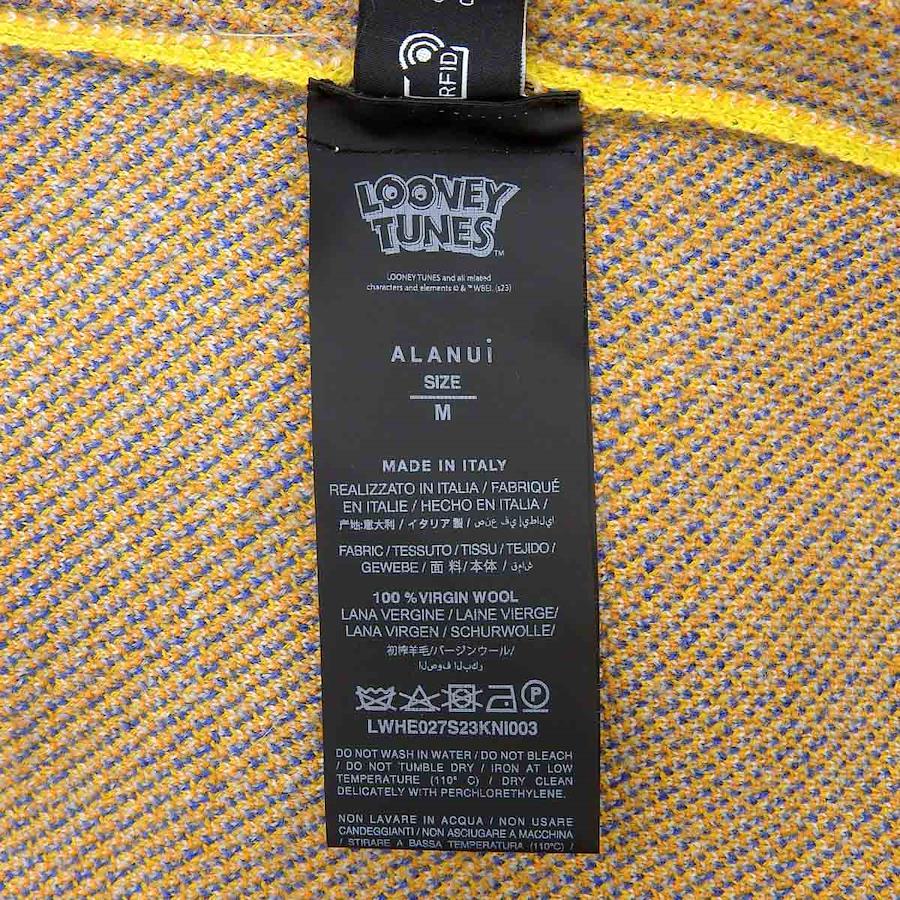 RFID
LOONEY
TUNES
™
LOONEY TUNES and all related
characters and elements © & ™ WBEI. (s23)
ALANUi
SIZE
M
MADE IN ITALY
REALIZZATO IN ITALIA / FABRIQUÉ
EN ITALIE / HECHO EN ITALIA /
产地:意大利 / イタリア製 / صنع في إيطاليا
FABRIC / TESSUTO / TISSU / TEJIDO /
GEWEBE / 面 料 / 本体 / قماش
100 % VIRGIN WOOL
LANA VERGINE / LAINE VIERGE/
LANA VIRGEN / SCHURWOLLE/
初榨羊毛/バージンウール/
الصوف البكر
P
LWHE027S23KNI003
DO NOT WASH IN WATER / DO NOT BLEACH
/ DO NOT TUMBLE DRY / IRON AT LOW
TEMPERATURE (110° C) / DRY CLEAN
DELICATELY WITH PERCHLORETHYLENE.
NON LAVARE IN ACQUA / NON USARE
CANDEGGIANTI / NON ASCIUGARE A MACCHINA
/ STIRARE A BASSA TEMPERATURA (110°C) /